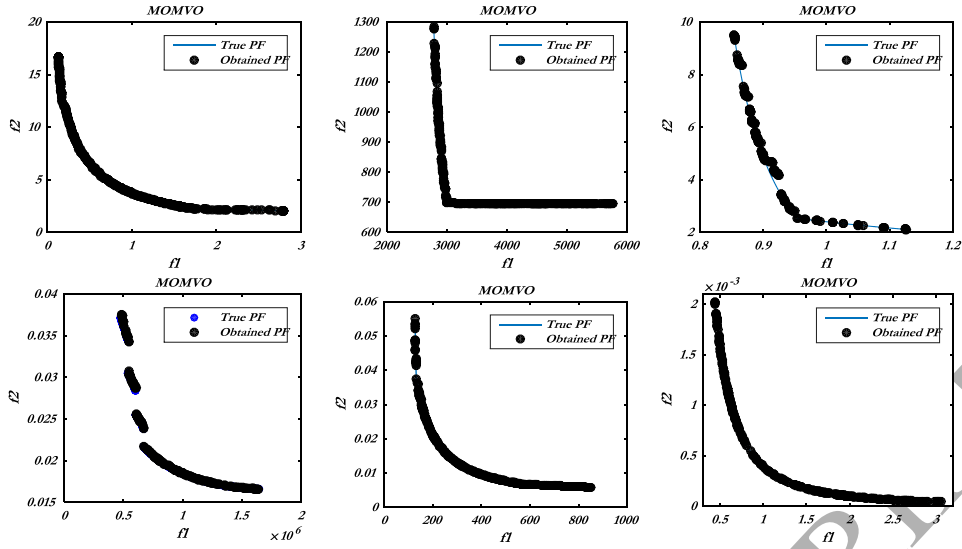 MOMVO
20
15
10
5
0
f2
0
1
2
3
f1
True PF
Obtained PF
MOMVO
1300
1200
1100
1000
900
800
700
600
f2
2000
3000
4000
5000
6000
f1
True PF
Obtained PF
MOMVO
10
8
6
4
2
f2
0.8
0.9
1
1.1
1.2
f1
True PF
Obtained PF
MOMVO
0.04
0.035
0.03
0.025
0.02
0.015
f2
0
0.5
1
1.5
2
×10^6
f1
True PF
Obtained PF
MOMVO
0.06
0.05
0.04
0.03
0.02
0.01
0
f2
0
200
400
600
800
1000
f1
True PF
Obtained PF
MOMVO
×10^-3
2
1.5
1
0.5
0
f2
0.5
1
1.5
2
2.5
3
f1
True PF
Obtained PF